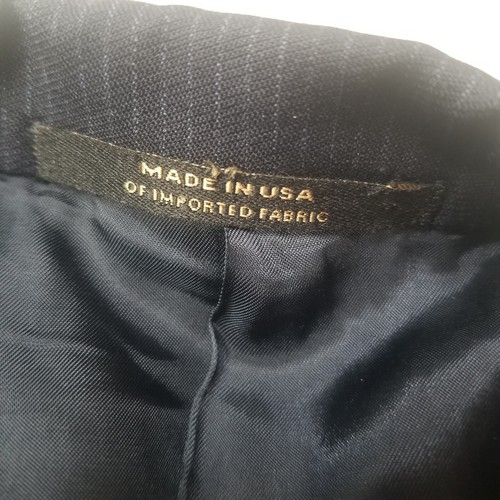 MADE IN USA
OF IMPORTED FABRIC